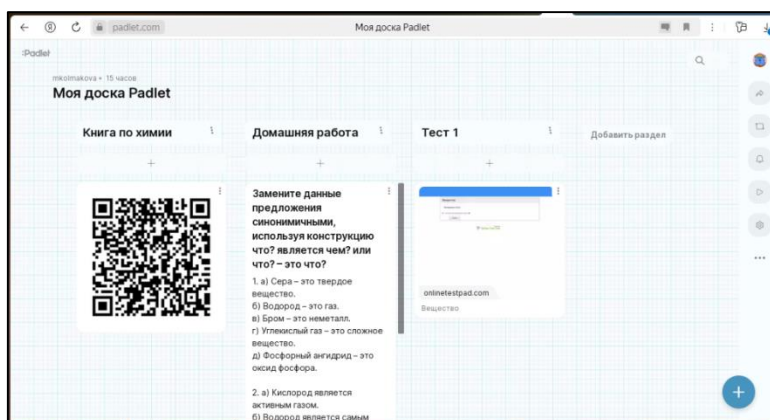 padlet.com
Моя доска Padlet
:Padlet
mkolmakova • 15 часов
Моя доска Padlet
Книга по химии
Домашняя работа
Замените данные
предложения
синонимичными,
используя конструкцию
что? является чем? или
что? – это что?
1. а) Сера – это твердое
вещество.
б) Водород – это газ.
в) Бром – это неметалл.
г) Углекислый газ – это сложное
вещество.
д) Фосфорный ангидрид – это
оксид фосфора.
2. а) Кислород является
активным газом.
б) Водород является самым
Тест 1
onlinetestpad.com
Вещество
Добавить раздел